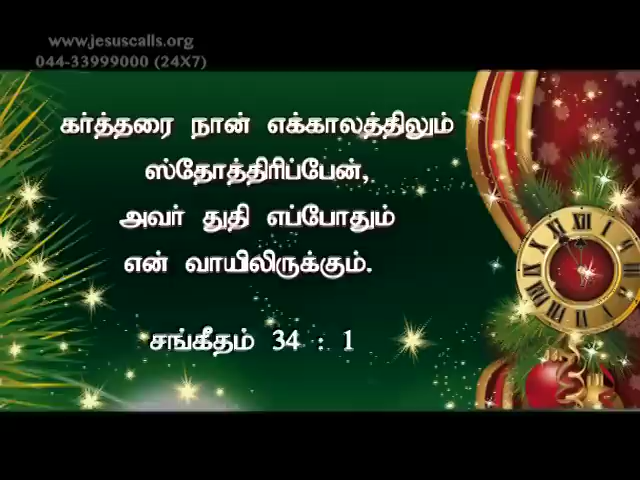 www.jesuscalls.org
044-33999000 (24X7)
கர்த்தரை நான் எக்காலத்திலும்
ஸ்தோத்திரிப்பேன்,
அவர் துதி எப்போதும்
என் வாயிலிருக்கும்.
சங்கீதம் 34 : 1